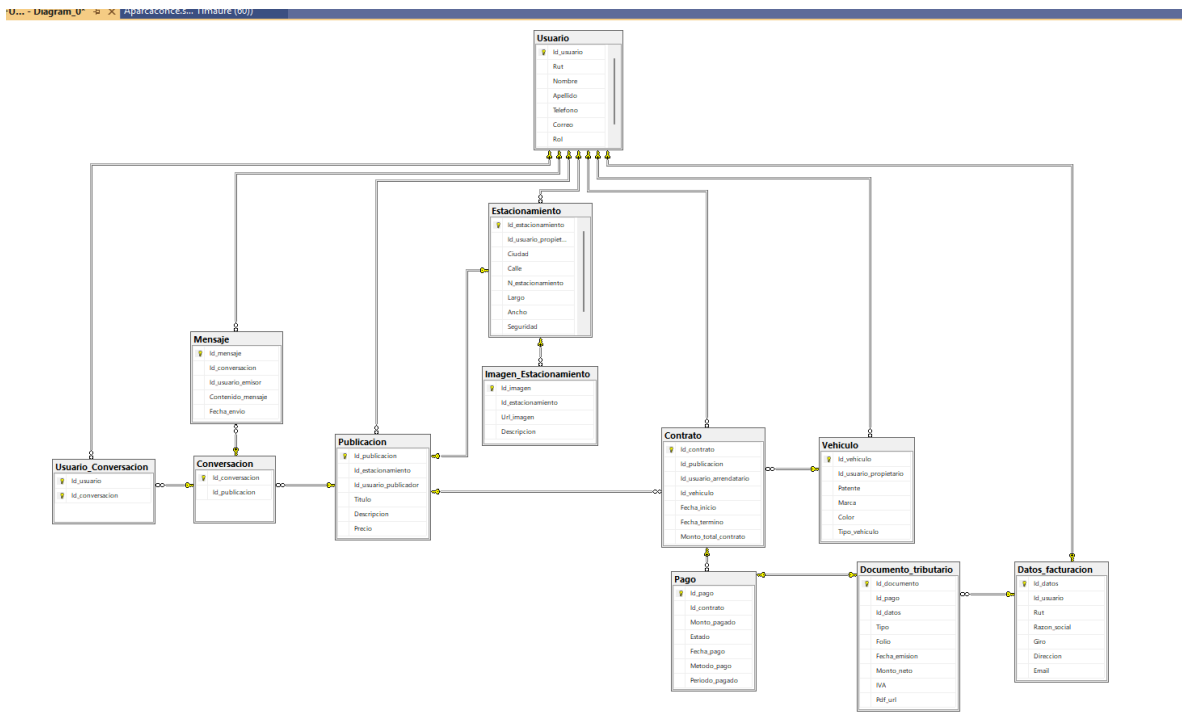 Diagram_0*
Usuario
Id_usuario
Rut
Nombre
Apellido
Telefono
Correo
Rol
Estacionamiento
Id_estacionamiento
Id_usuario_propiet...
Ciudad
Calle
N_estacionamiento
Largo
Ancho
Seguridad
Mensaje
Id_mensaje
Id_conversacion
Id_usuario_emisor
Contenido_mensaje
Fecha_envio
Imagen_Estacionamiento
Id_imagen
Id_estacionamiento
Url_imagen
Descripcion
Usuario_Conversacion
Id_usuario
Id_conversacion
Conversacion
Id_conversacion
Id_publicacion
Publicacion
Id_publicacion
Id_estacionamiento
Id_usuario_publicador
Titulo
Descripcion
Precio
Contrato
Id_contrato
Id_publicacion
Id_usuario_arrendatario
Id_vehiculo
Fecha_inicio
Fecha_termino
Monto_total_contrato
Vehiculo
Id_vehiculo
Id_usuario_propietario
Patente
Marca
Color
Tipo_vehiculo
Pago
Id_pago
Id_contrato
Monto_pagado
Estado
Fecha_pago
Metodo_pago
Periodo_pagado
Documento_tributario
Id_documento
Id_pago
Id_datos
Tipo
Folio
Fecha_emision
Monto_neto
IVA
Pdf_url
Datos_facturacion
Id_datos
Id_usuario
Rut
Razon_social
Giro
Direccion
Email